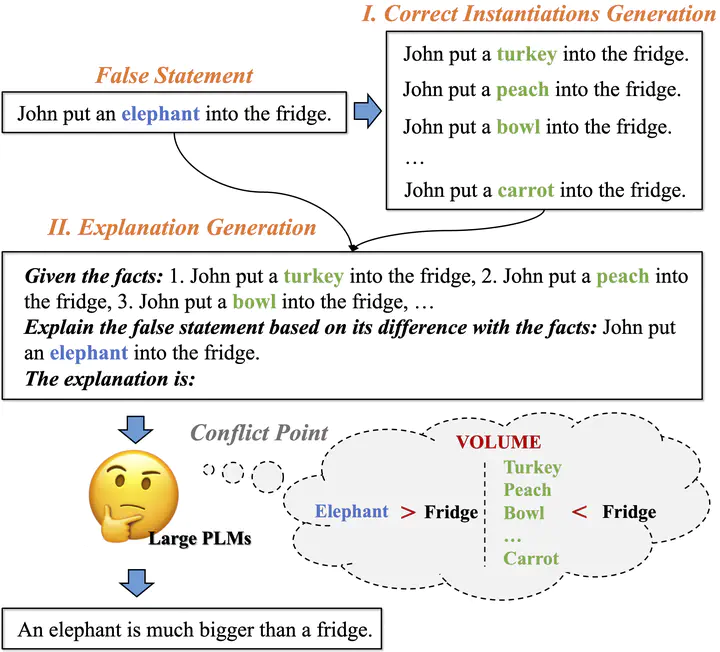 I. Correct Instantiations Generation
False Statement
John put an elephant into the fridge.
John put a turkey into the fridge.
John put a peach into the fridge.
John put a bowl into the fridge.
…
John put a carrot into the fridge.
II. Explanation Generation
Given the facts: 1. John put a turkey into the fridge, 2. John put a peach into
the fridge, 3. John put a bowl into the fridge, …
Explain the false statement based on its difference with the facts: John put
an elephant into the fridge.
The explanation is:
Conflict Point
Large PLMs
VOLUME
Elephant > Fridge
Turkey
Peach
Bowl < Fridge
…
Carrot
An elephant is much bigger than a fridge.